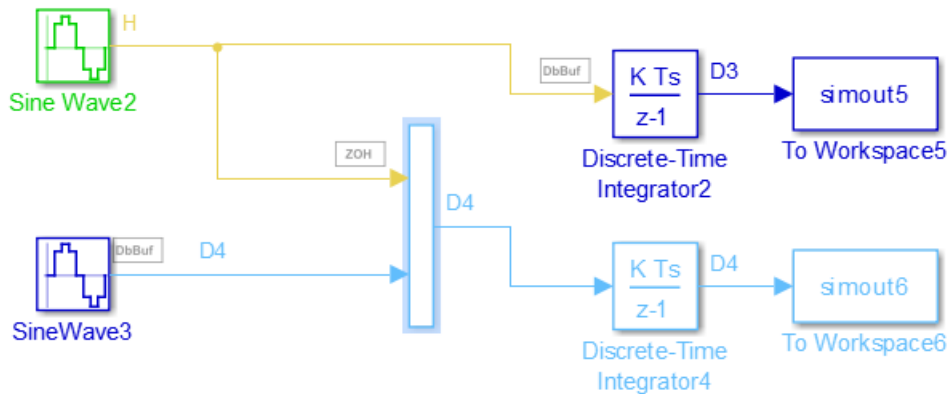 H
Sine Wave2
DbBuf
K Ts
z-1
D3
simout5
Discrete-Time
Integrator2
To Workspace5
ZOH
D4
DbBuf
D4
SineWave3
K Ts
z-1
D4
simout6
Discrete-Time
Integrator4
To Workspace6